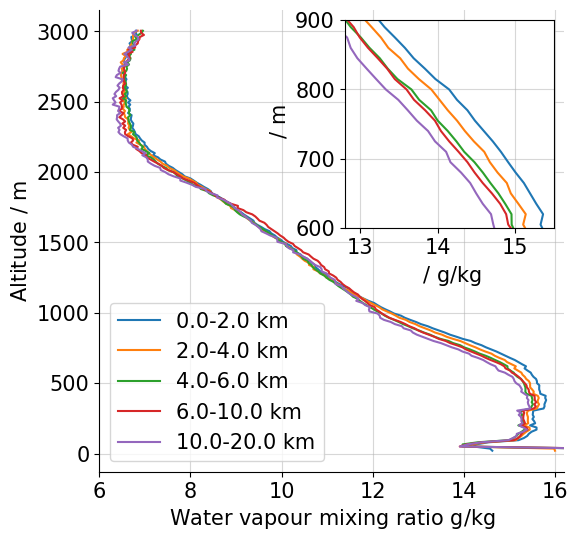 3000
2500
2000
1500
1000
500
0
Altitude / m
6
8
10
12
14
16
Water vapour mixing ratio g/kg
900
800
700
600
/ m
13
14
15
/ g/kg
0.0-2.0 km
2.0-4.0 km
4.0-6.0 km
6.0-10.0 km
10.0-20.0 km